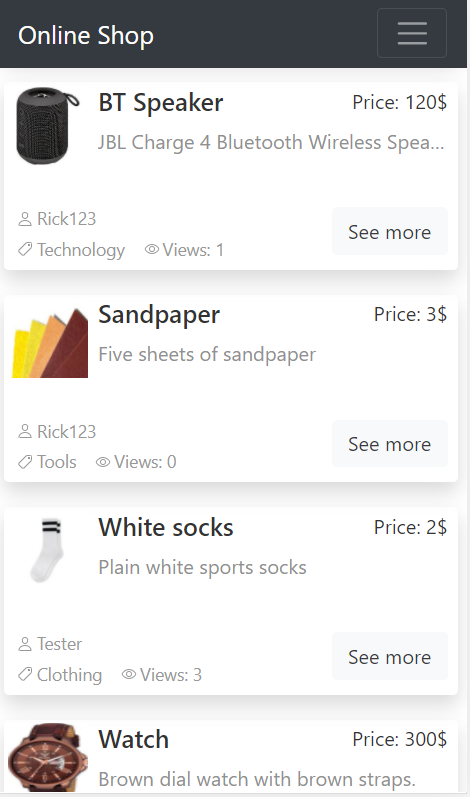 Online Shop
BT Speaker
Price: 120$
JBL Charge 4 Bluetooth Wireless Spea...
Rick123
Technology
Views: 1
See more
Sandpaper
Price: 3$
Five sheets of sandpaper
Rick123
Tools
Views: 0
See more
White socks
Price: 2$
Plain white sports socks
Tester
Clothing
Views: 3
See more
Watch
Price: 300$
Brown dial watch with brown straps.